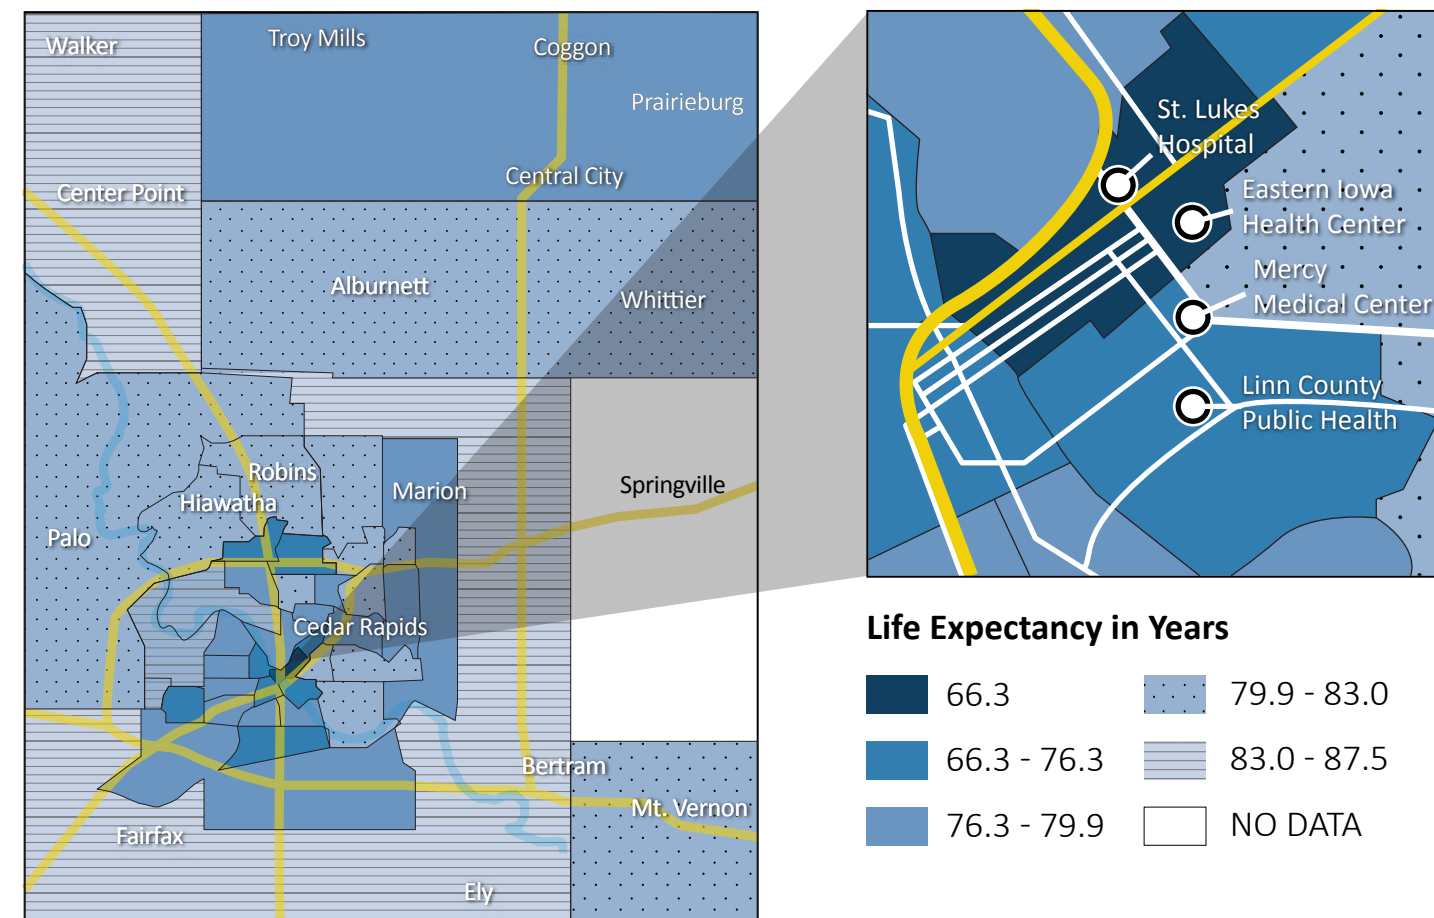 Walker
Troy Mills
Coggon
Prairieburg
Center Point
Central City
Alburnett
Whittier
Robins
Hiawatha
Marion
Springville
Palo
Cedar Rapids
Bertram
Mt. Vernon
Fairfax
Ely
St. Lukes
Hospital
Eastern Iowa
Health Center
Mercy
Medical Center
Linn County
Public Health
Life Expectancy in Years
66.3
66.3 - 76.3
76.3 - 79.9
79.9 - 83.0
83.0 - 87.5
NO DATA